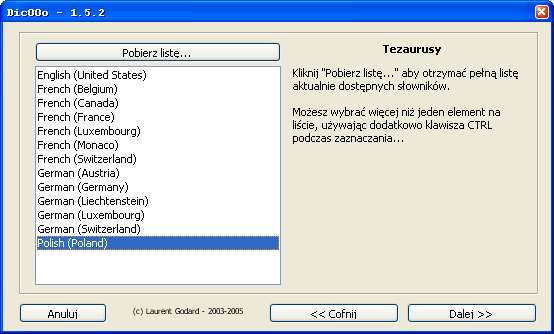 DicOOo - 1.5.2
Pobierz listę...
English (United States)
French (Belgium)
French (Canada)
French (France)
French (Luxembourg)
French (Monaco)
French (Switzerland)
German (Austria)
German (Germany)
German (Liechtenstein)
German (Luxembourg)
German (Switzerland)
Polish (Poland)
Tezaurusy
Kliknij "Pobierz listę..." aby otrzymać pełną listę
aktualnie dostępnych słowników.
Możesz wybrać więcej niż jeden element na
liście, używając dodatkowo klawisza CTRL
podczas zaznaczania...
Anuluj
(c) Laurent Godard - 2003-2005
<< Cofnij
Dalej >>